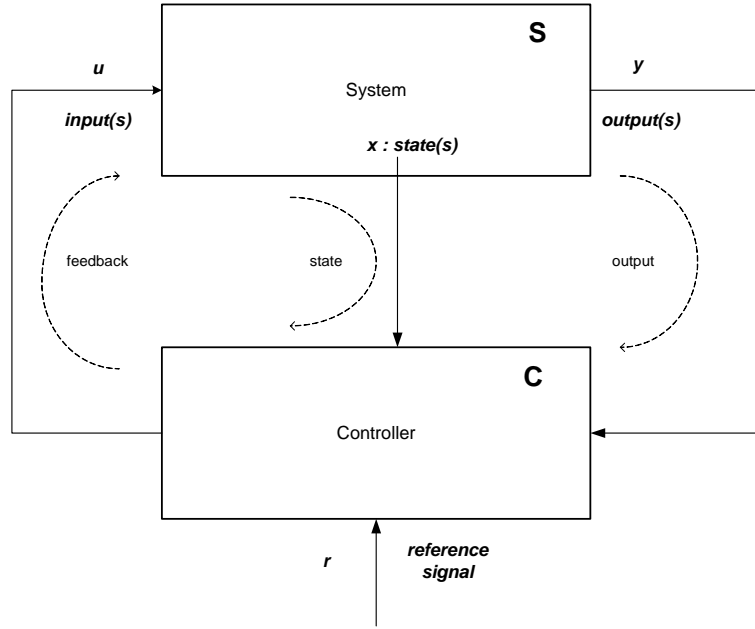 S
u
y
System
input(s)
output(s)
x : state(s)
feedback
state
output
C
Controller
r
reference
signal